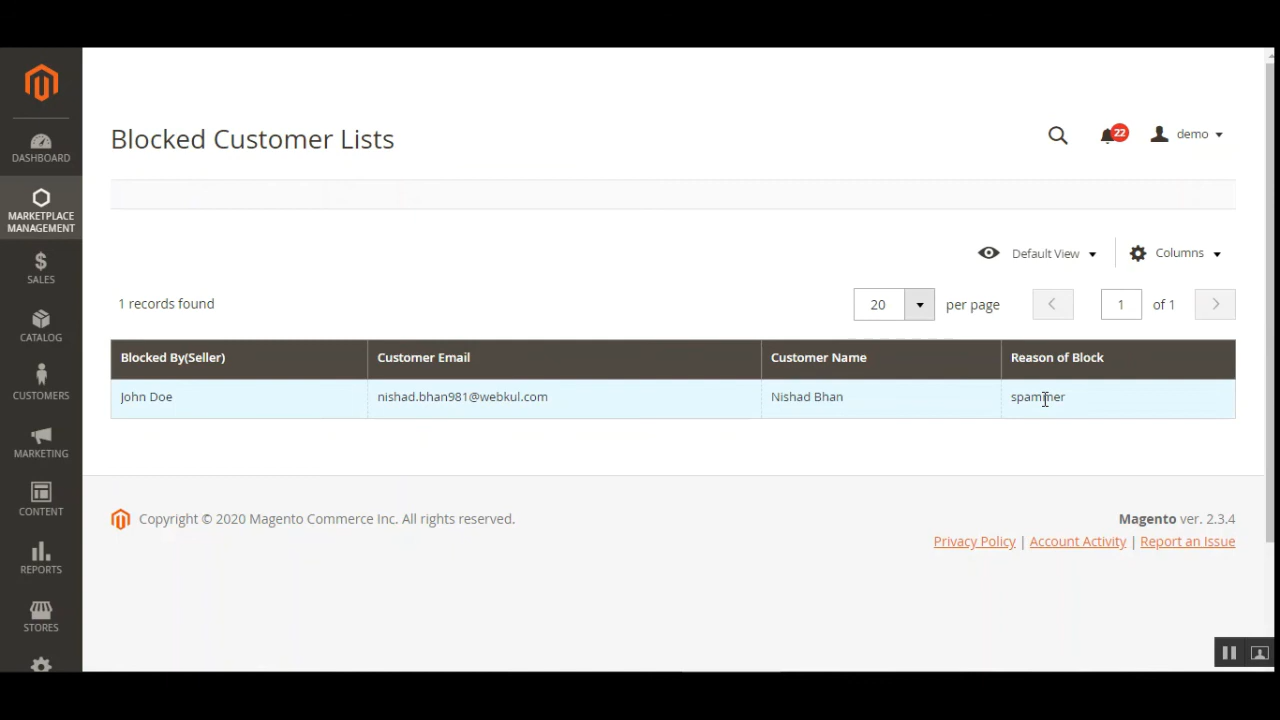 Blocked Customer Lists
22
demo
DASHBOARD
MARKETPLACE
MANAGEMENT
SALES
CATALOG
CUSTOMERS
MARKETING
CONTENT
REPORTS
STORES
Default View
Columns
1 records found
20
per page
1
of 1
Blocked By(Seller) Customer Email Customer Name Reason of Block
John Doe nishad.bhan981@webkul.com Nishad Bhan spammer
Copyright © 2020 Magento Commerce Inc. All rights reserved.
Magento ver. 2.3.4
Privacy Policy | Account Activity | Report an Issue